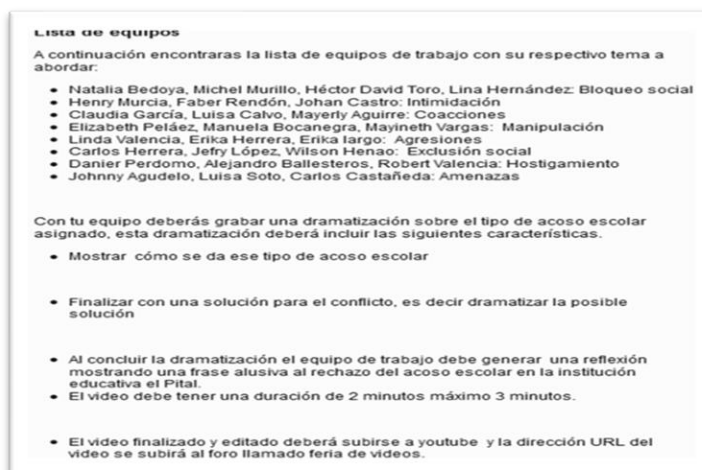 Lista de equipos
A continuación encontraras la lista de equipos de trabajo con su respectivo tema a
abordar:
• Natalia Bedoya, Michel Murillo, Héctor David Toro, Lina Hernández: Bloqueo social
• Henry Murcia, Faber Rendón, Johan Castro: Intimidación
• Claudia García, Luisa Calvo, Mayerly Aguirre: Coacciones
• Elizabeth Peláez, Manuela Bocanegra, Mayineth Vargas: Manipulación
• Linda Valencia, Erika Herrera, Erika largo: Agresiones
• Carlos Herrera, Jefry López, Wilson Henao: Exclusión social
• Danier Perdomo, Alejandro Ballesteros, Robert Valencia: Hostigamiento
• Johnny Agudelo, Luisa Soto, Carlos Castañeda: Amenazas
Con tu equipo deberás grabar una dramatización sobre el tipo de acoso escolar
asignado, esta dramatización deberá incluir las siguientes características.
• Mostrar cómo se da ese tipo de acoso escolar
• Finalizar con una solución para el conflicto, es decir dramatizar la posible
solución
• Al concluir la dramatización el equipo de trabajo debe generar una reflexión
mostrando una frase alusiva al rechazo del acoso escolar en la institución
educativa el Pital.
• El video debe tener una duración de 2 minutos máximo 3 minutos.
• El video finalizado y editado deberá subirse a youtube y la dirección URL del
video se subirá al foro llamado feria de videos.